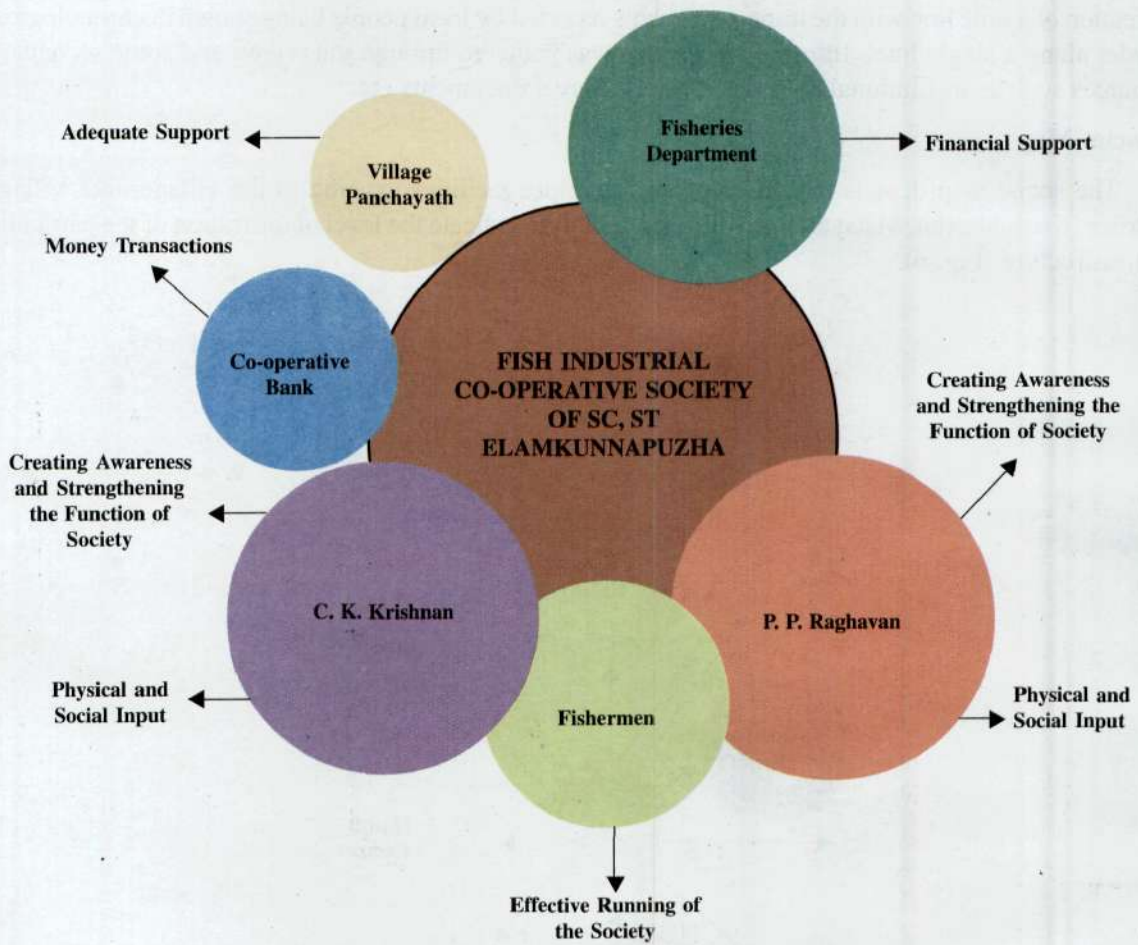 Adequate Support
Village
Panchayath
Fisheries
Department
Financial Support
Money Transactions
Co-operative
Bank
FISH INDUSTRIAL
CO-OPERATIVE SOCIETY
OF SC, ST
ELAMKUNNAPUZHA
Creating Awareness
and Strengthening the
Function of Society
Creating Awareness
and Strengthening
the Function of
Society
C. K. Krishnan
P. P. Raghavan
Physical and
Social Input
Fishermen
Physical and
Social Input
Effective Running of
the Society